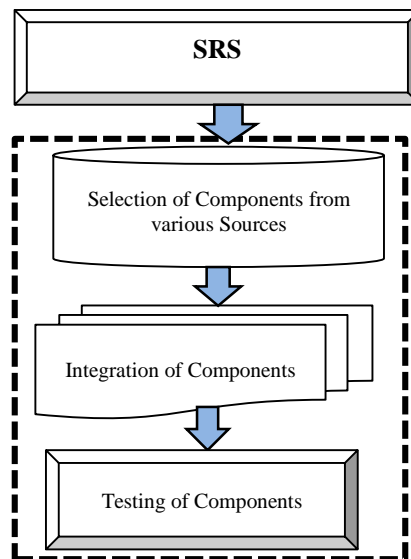 SRS
Selection of Components from
various Sources
Integration of Components
Testing of Components